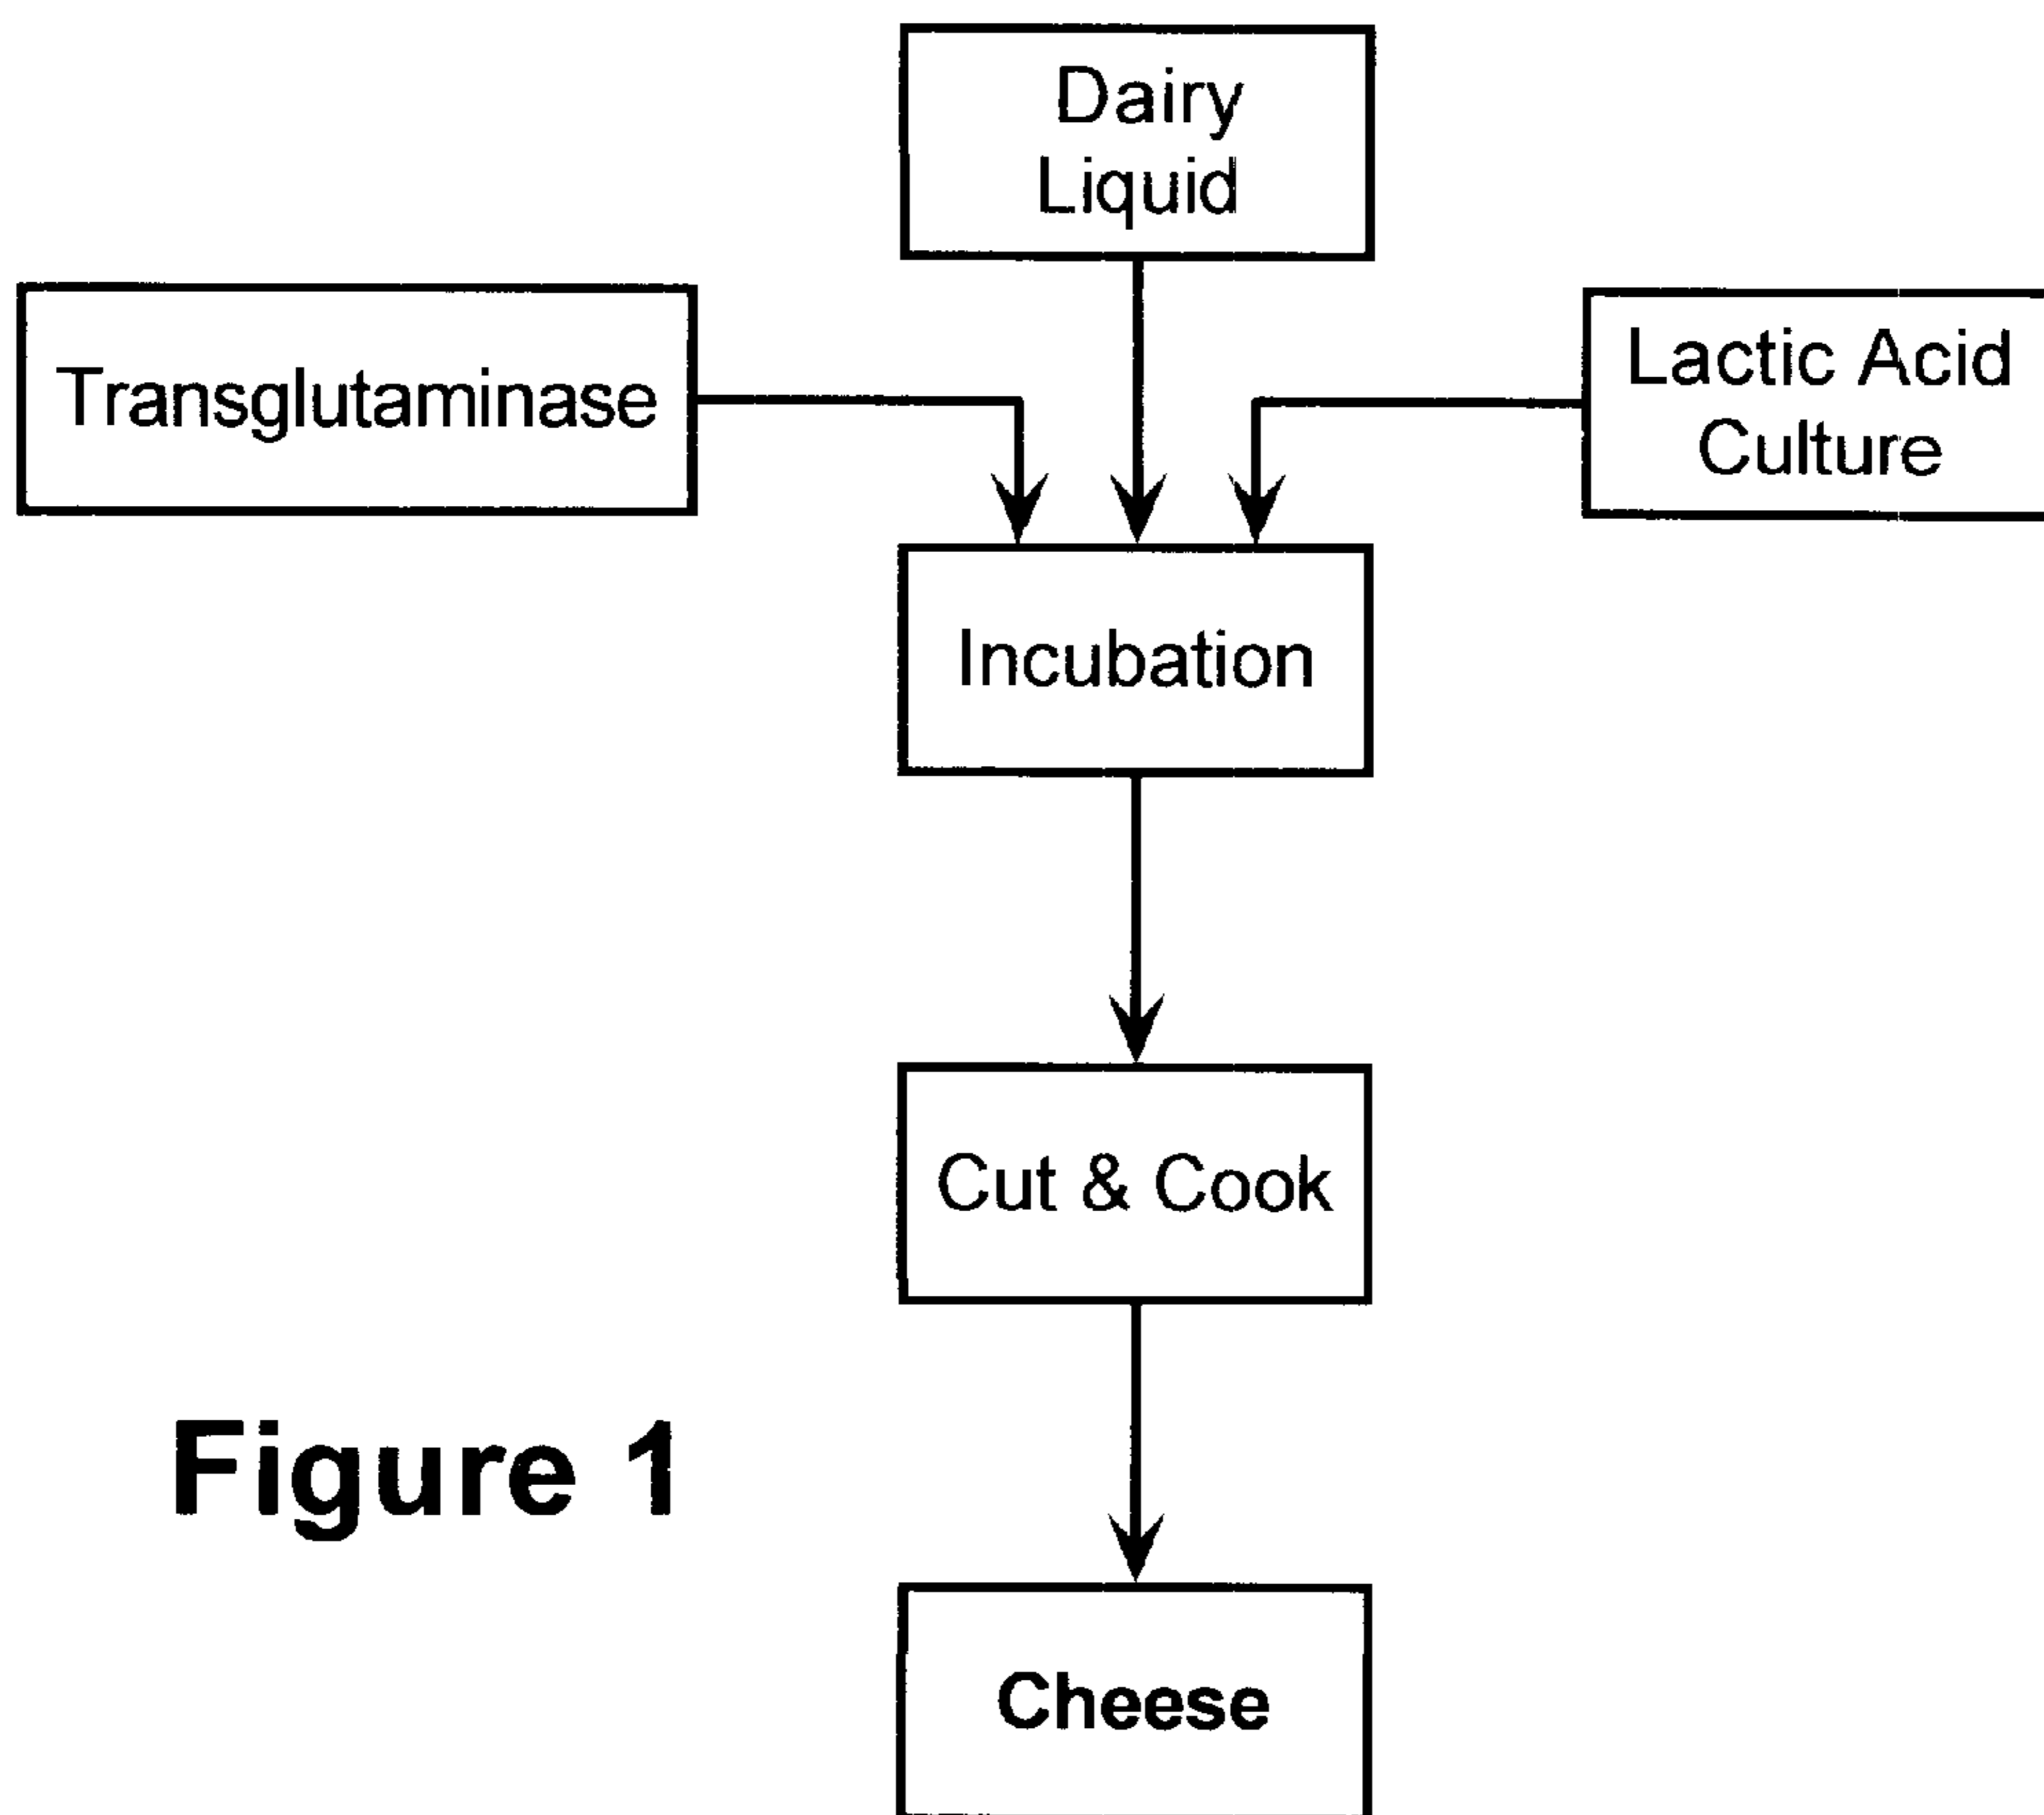 Dairy
Liquid
Transglutaminase
Lactic Acid
Culture
Incubation
Cut & Cook
Figure 1
Cheese